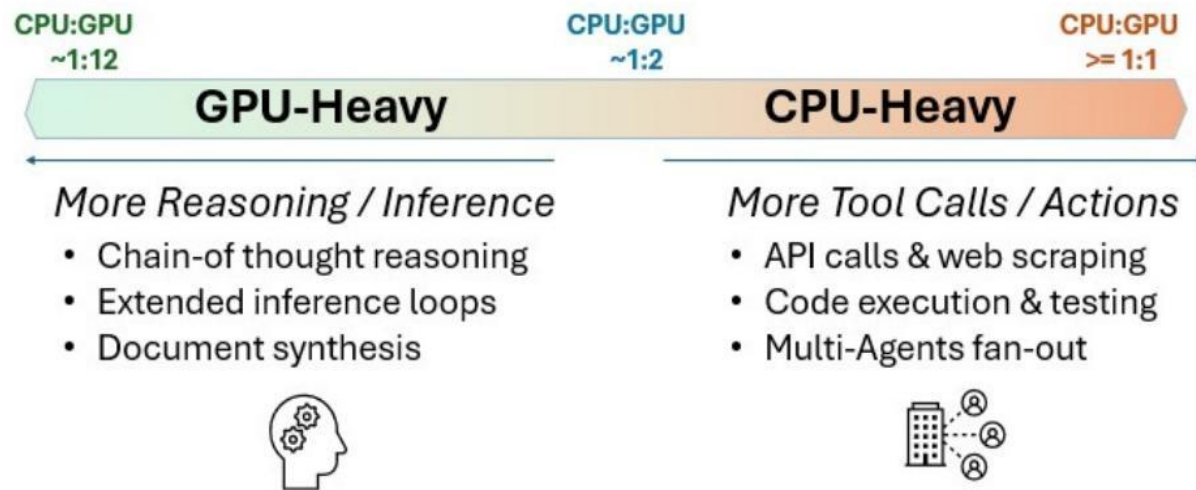 CPU:GPU
~1:12
CPU:GPU
~1:2
CPU:GPU
>= 1:1
GPU-Heavy
CPU-Heavy
More Reasoning / Inference
• Chain-of thought reasoning
• Extended inference loops
• Document synthesis
More Tool Calls / Actions
• API calls & web scraping
• Code execution & testing
• Multi-Agents fan-out